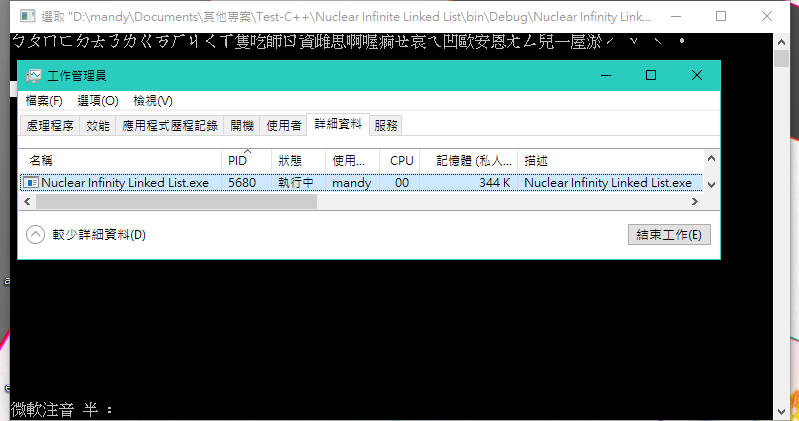 選取 "D:\mandy\Documents\其他專案\Test-C++\Nuclear Infinite Linked List\bin\Debug\Nuclear Infinity Link...
ㄅㄆㄇㄈㄉㄊㄋㄌㄍㄎㄏㄐㄑㄒ隻吃師日資雌思啊喔痾ㄝ哀ㄟ凹歐安恩ㄤㄥ兒一屋淤ˊ ˇ ˋ ˙
工作管理員
檔案(F) 選項(O) 檢視(V)
處理程序 效能 應用程式歷程記錄 開機 使用者 詳細資料 服務
名稱 PID 狀態 使用... CPU 記憶體 (私人... 描述
Nuclear Infinity Linked List.exe 5680 執行中 mandy 00 344 K Nuclear Infinity Linked List.exe
較少詳細資料(D) 結束工作(E)
微軟注音 半 :